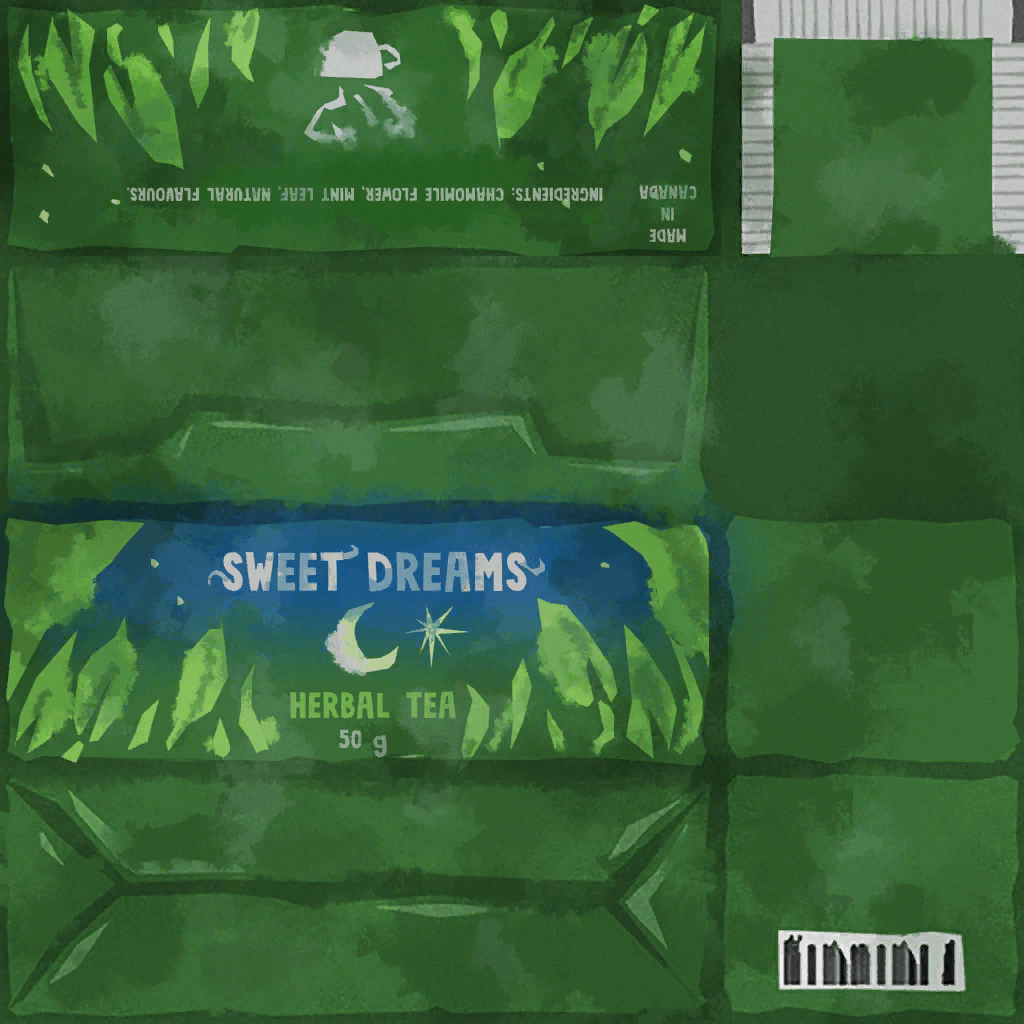 INGREDIENTS: CHAMOMILE FLOWER, MINT LEAF, NATURAL FLAVOURS.
MADE
IN
CANADA
SWEET DREAMS
HERBAL TEA
50 g